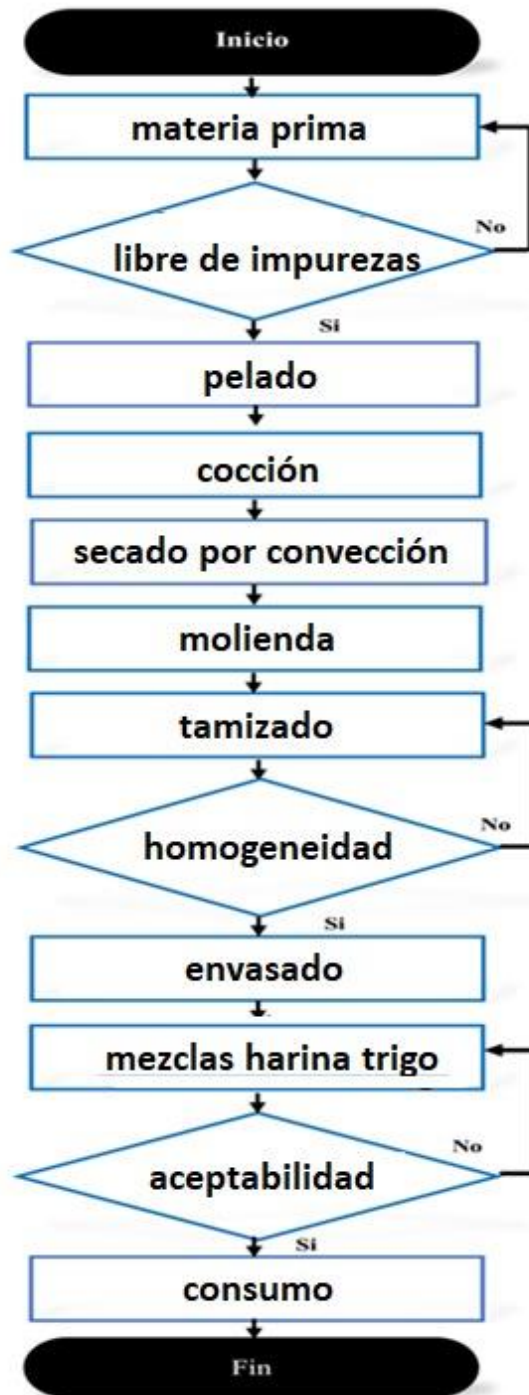 Inicio
materia prima
No
libre de impurezas
Si
pelado
cocción
secado por convección
molienda
tamizado
No
homogeneidad
Si
envasado
mezclas harina trigo
No
aceptabilidad
Si
consumo
Fin